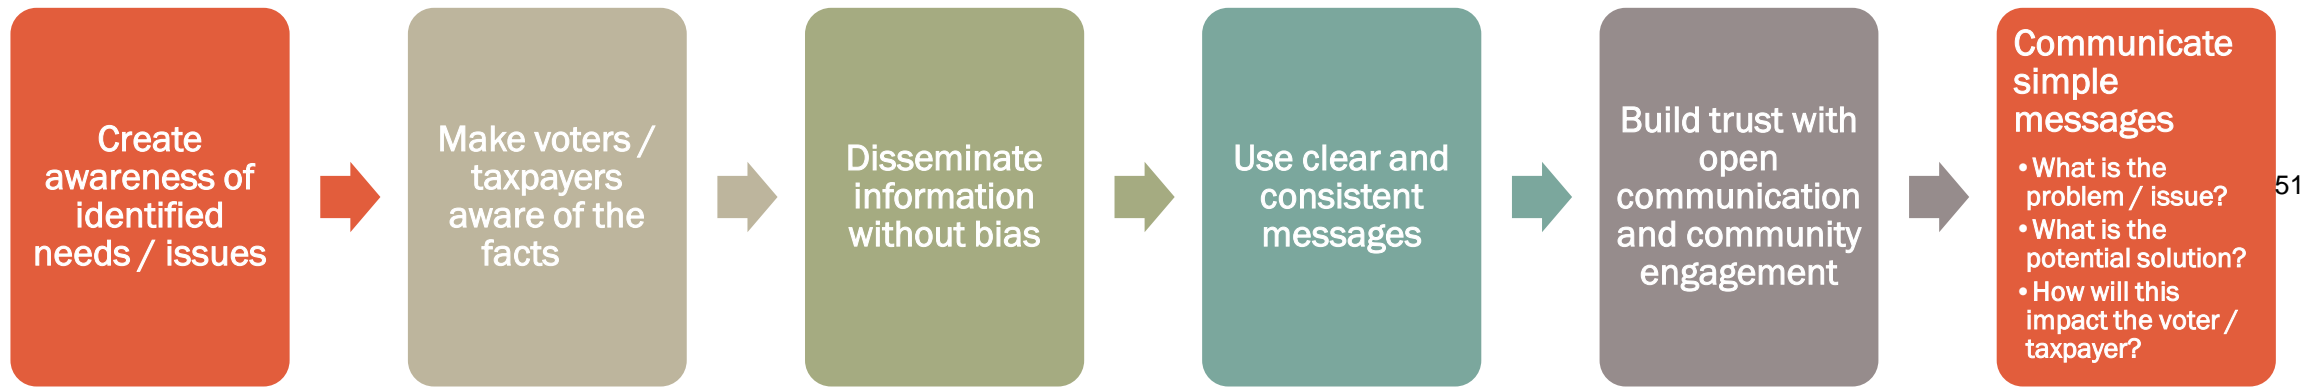 Create
awareness of
identified
needs / issues
Make voters /
taxpayers
aware of the
facts
Disseminate
information
without bias
Use clear and
consistent
messages
Build trust with
open
communication
and community
engagement
Communicate
simple
messages
• What is the
problem / issue?
• What is the
potential solution?
• How will this
impact the voter /
taxpayer?
51